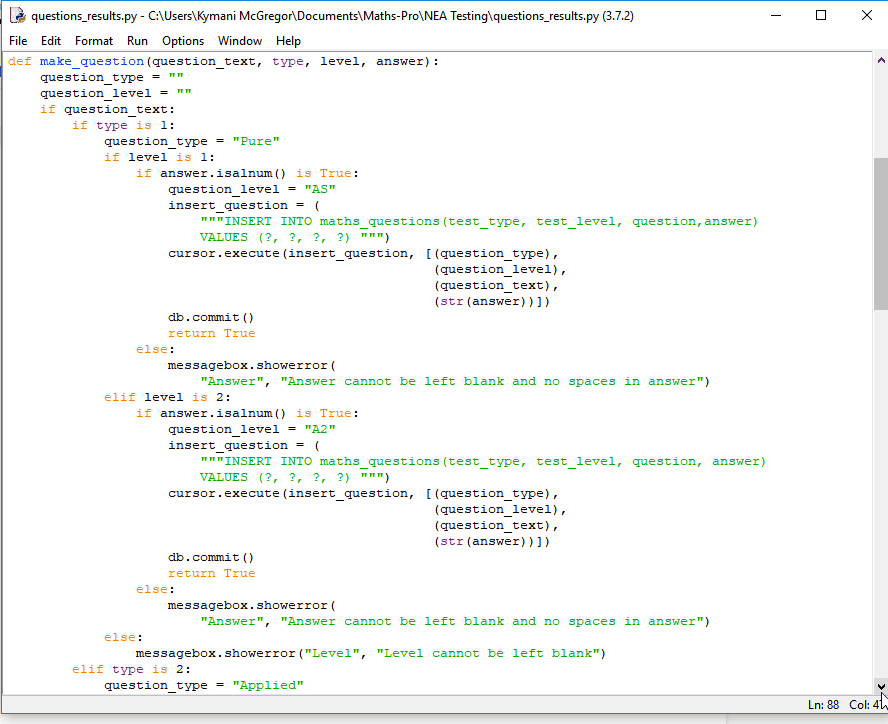 questions_results.py - C:\Users\Kymani McGregor\Documents\Maths-Pro\NEA Testing\questions_results.py (3.7.2)
File Edit Format Run Options Window Help
def make_question(question_text, type, level, answer):
    question_type = ""
    question_level = ""
    if question_text:
        if type is 1:
            question_type = "Pure"
            if level is 1:
                if answer.isalnum() is True:
                    question_level = "AS"
                    insert_question = (
                        """INSERT INTO maths_questions(test_type, test_level, question,answer)
                        VALUES (?, ?, ?, ?) """)
                    cursor.execute(insert_question, [(question_type),
                                                     (question_level),
                                                     (question_text),
                                                     (str(answer))])
                    db.commit()
                    return True
                else:
                    messagebox.showerror(
                        "Answer", "Answer cannot be left blank and no spaces in answer")
            elif level is 2:
                if answer.isalnum() is True:
                    question_level = "A2"
                    insert_question = (
                        """INSERT INTO maths_questions(test_type, test_level, question, answer)
                        VALUES (?, ?, ?, ?) """)
                    cursor.execute(insert_question, [(question_type),
                                                     (question_level),
                                                     (question_text),
                                                     (str(answer))])
                    db.commit()
                    return True
                else:
                    messagebox.showerror(
                        "Answer", "Answer cannot be left blank and no spaces in answer")
            else:
                messagebox.showerror("Level", "Level cannot be left blank")
        elif type is 2:
            question_type = "Applied"
Ln: 88 Col: